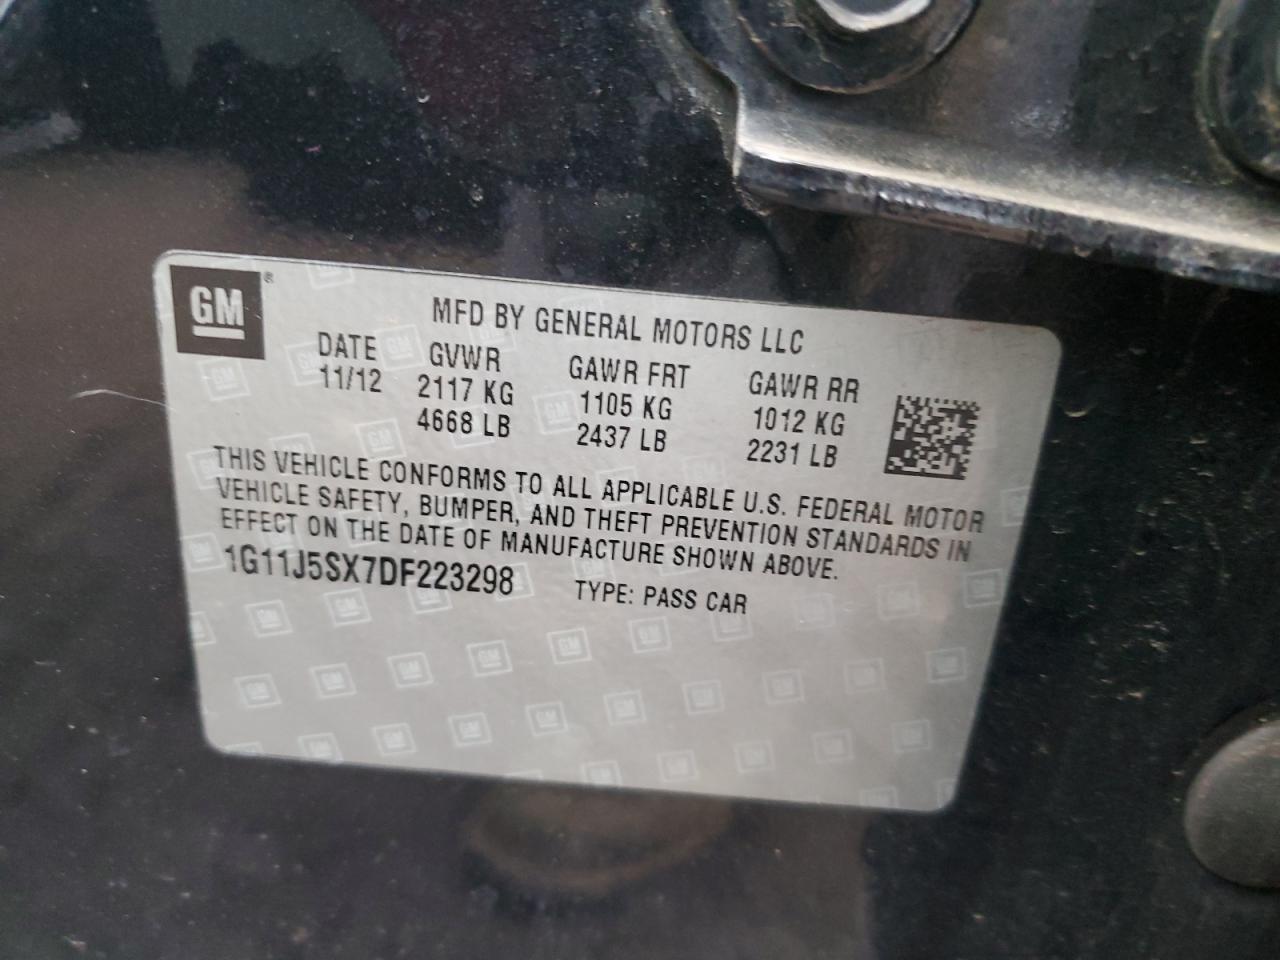 GM®
MFD BY GENERAL MOTORS LLC
DATE GVWR GAWR FRT GAWR RR
11/12 2117 KG 1105 KG 1012 KG
4668 LB 2437 LB 2231 LB
THIS VEHICLE CONFORMS TO ALL APPLICABLE U.S. FEDERAL MOTOR
VEHICLE SAFETY, BUMPER, AND THEFT PREVENTION STANDARDS IN
EFFECT ON THE DATE OF MANUFACTURE SHOWN ABOVE.
1G11J5SX7DF223298 TYPE: PASS CAR